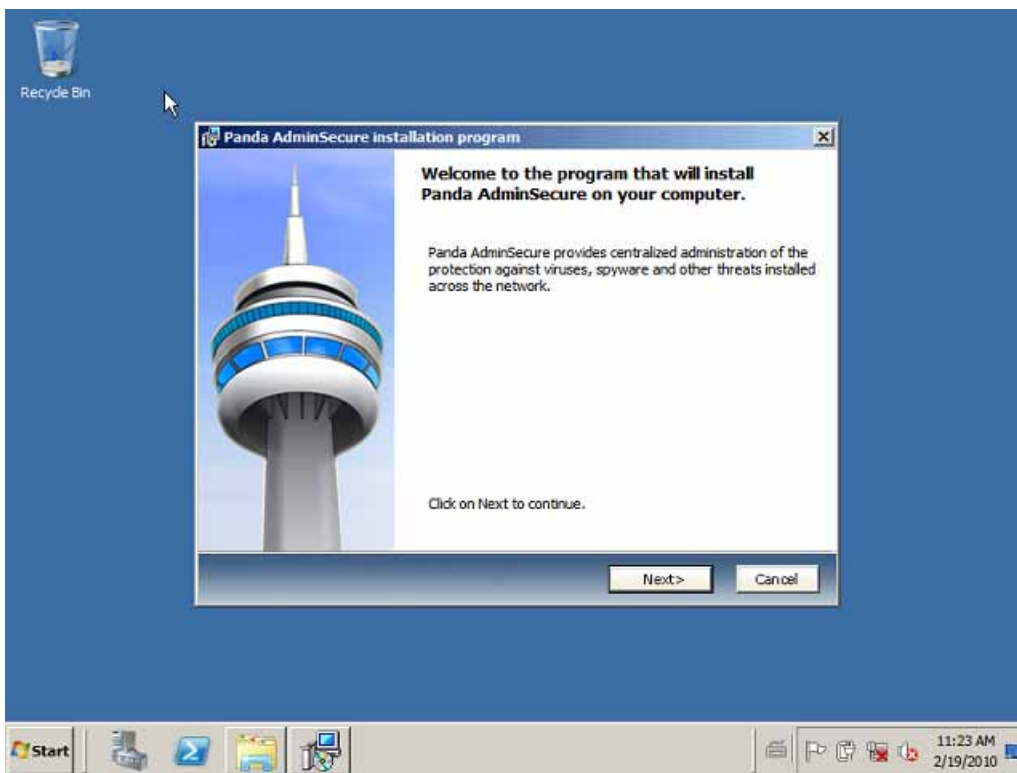 Recycle Bin
Panda AdminSecure installation program
Welcome to the program that will install
Panda AdminSecure on your computer.
Panda AdminSecure provides centralized administration of the
protection against viruses, spyware and other threats installed
across the network.
Click on Next to continue.
Next>
Cancel
Start
11:23 AM
2/19/2010